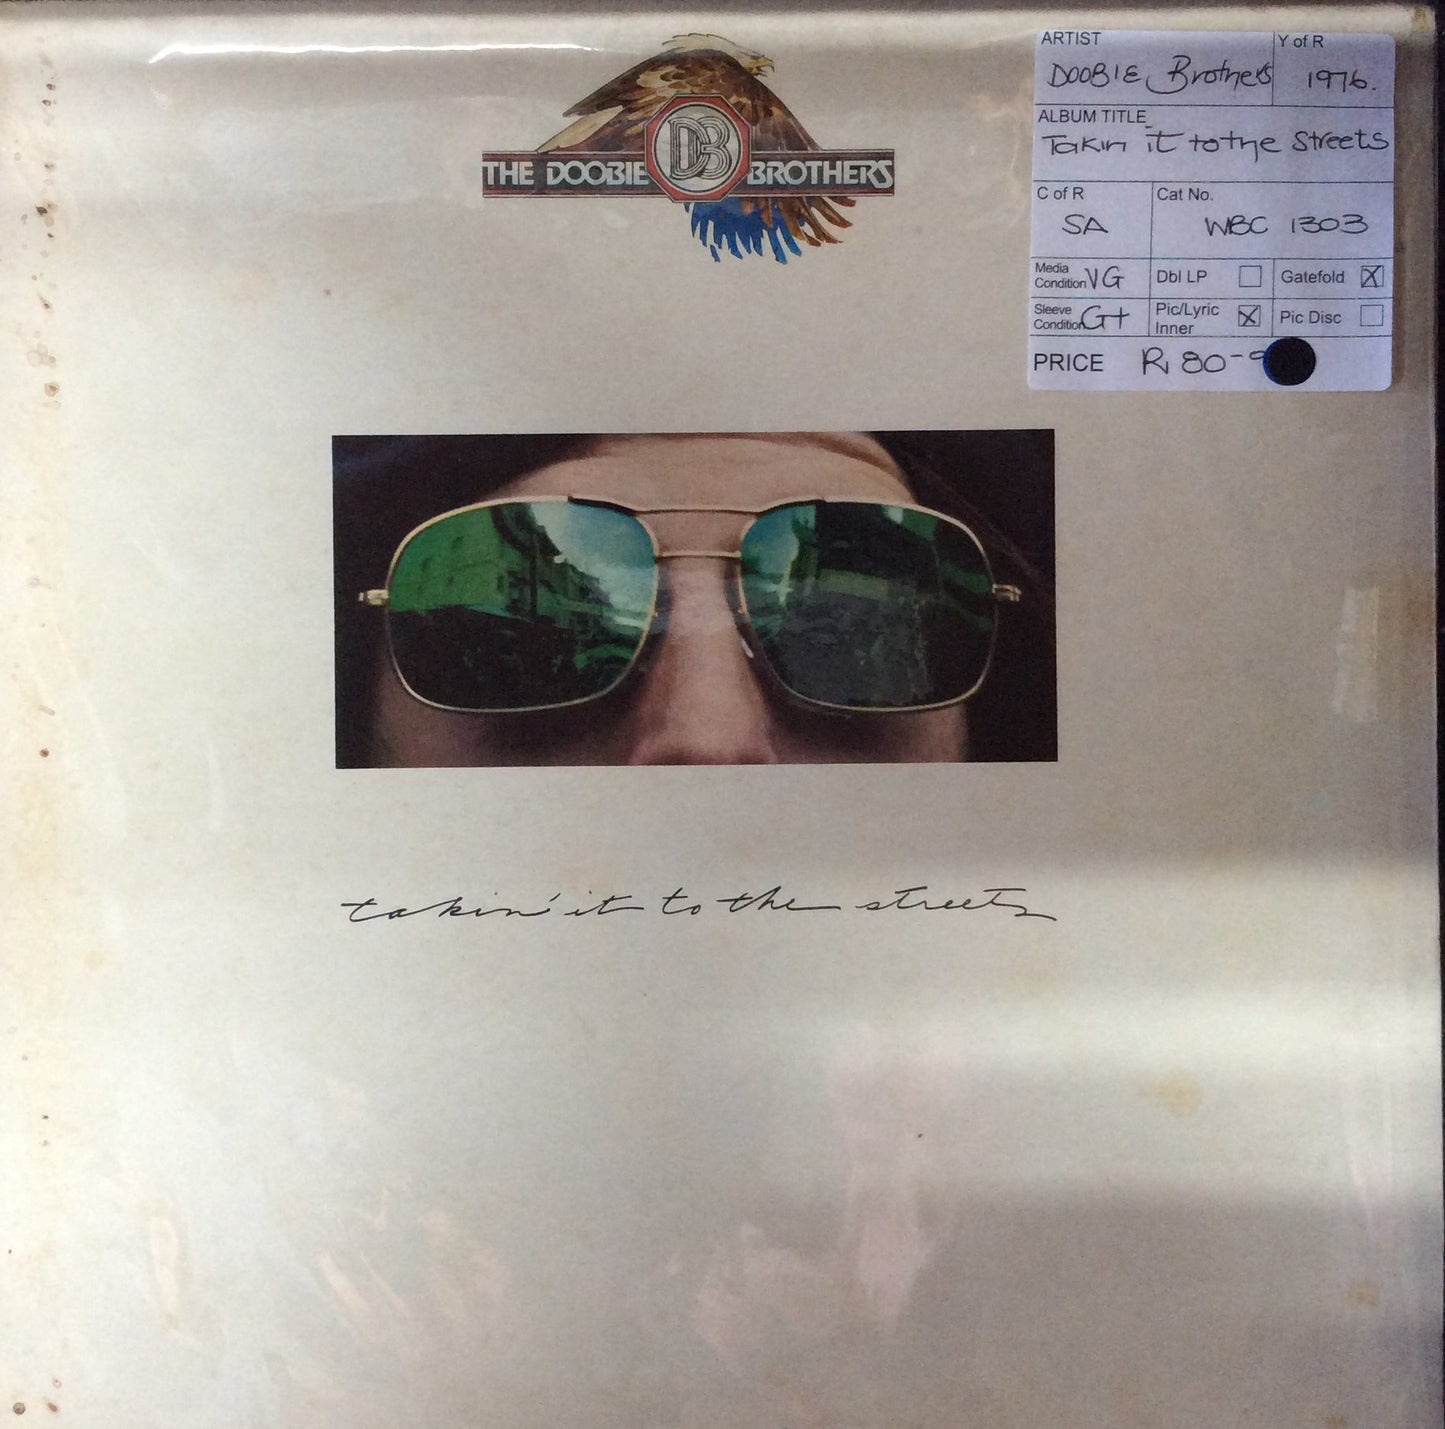 THE DOOBIE DB BROTHERS
ARTIST
DOOBIE Brothers
Y of R
1976.
ALBUM TITLE
Takin it to the Streets
C of R
SA
Cat No.
WBC 1303
Media
Condition VG
Dbl LP
Gatefold X
Sleeve
Condition G+
Pic/Lyric
Inner X
Pic Disc
PRICE R 80-
takin' it to the streets